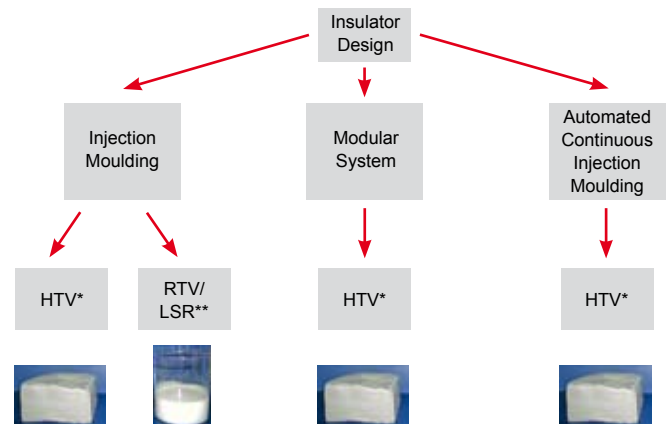 Insulator
Design
Injection
Moulding
Modular
System
Automated
Continuous
Injection
Moulding
HTV*
RTV/
LSR**
HTV*
HTV*